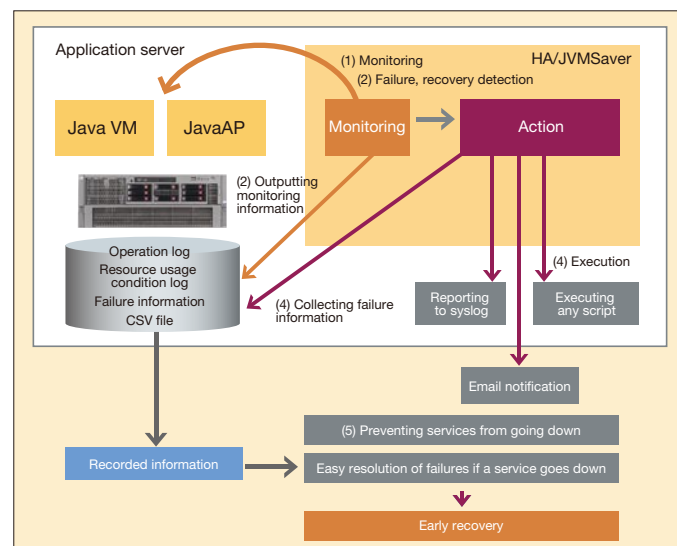 Application server
HA/JVMSaver
(1) Monitoring
(2) Failure, recovery detection
Java VM
JavaAP
Monitoring
Action
(2) Outputting
monitoring
information
Operation log
Resource usage
condition log
Failure information
CSV file
(4) Collecting failure
information
(4) Execution
Reporting
to syslog
Executing
any script
Email notification
(5) Preventing services from going down
Recorded information
Easy resolution of failures if a service goes down
Early recovery